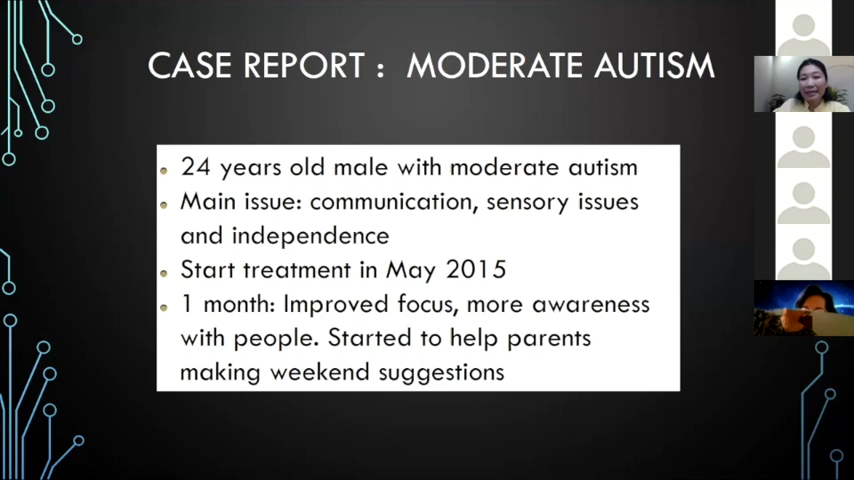 CASE REPORT : MODERATE AUTISM
24 years old male with moderate autism
Main issue: communication, sensory issues
and independence
Start treatment in May 2015
1 month: Improved focus, more awareness
with people. Started to help parents
making weekend suggestions